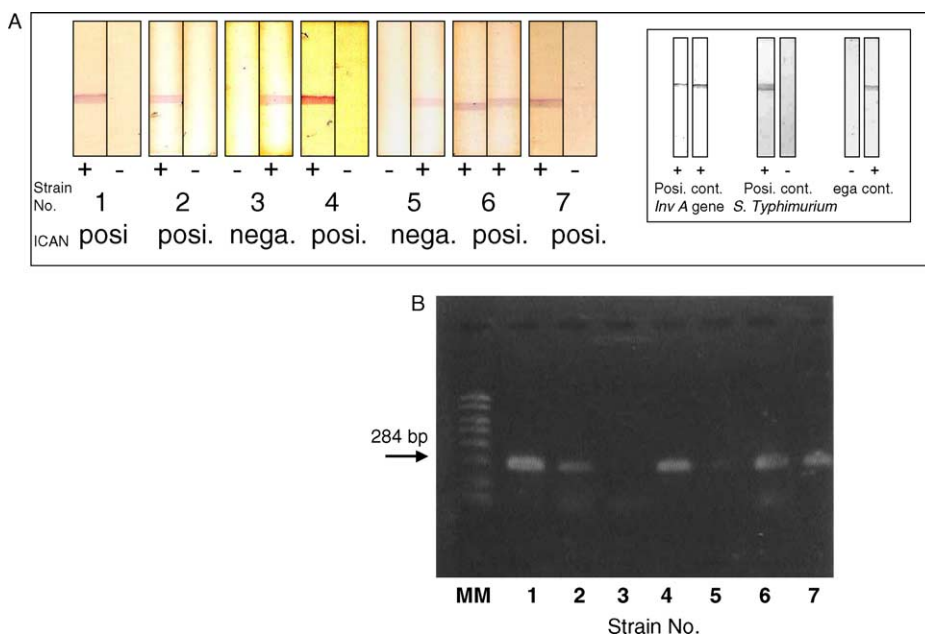 A
+ - + - - + + - - + + + + -
Strain No. 1 2 3 4 5 6 7
ICAN posi posi. nega. posi. nega. posi. posi.
+ + + - - +
Posi. cont. Posi. cont. ega cont.
Inv A gene S. Typhimurium
B
284 bp
MM 1 2 3 4 5 6 7
Strain No.